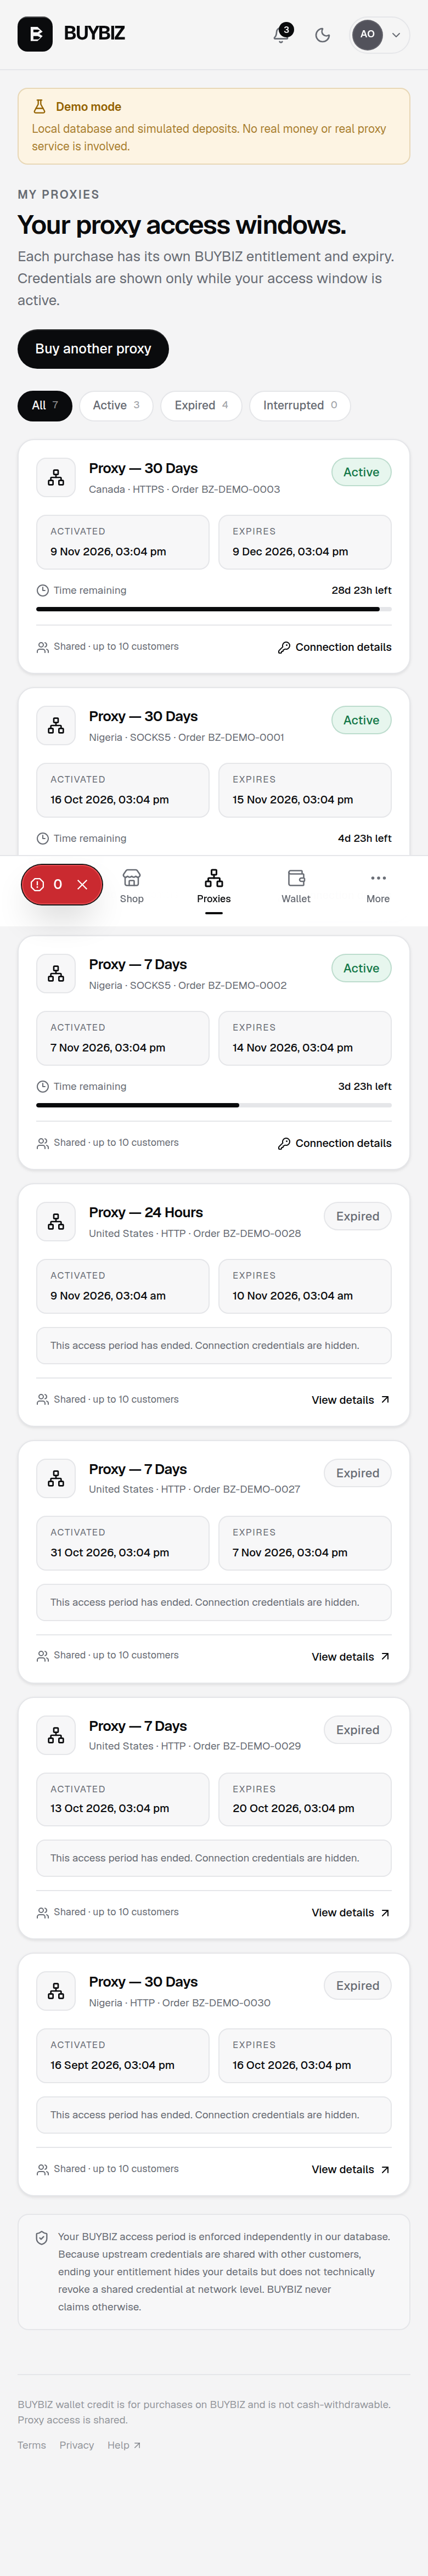 B
BUYBIZ
3
AO
Demo mode
Local database and simulated deposits. No real money or real proxy
service is involved.
MY PROXIES
Your proxy access windows.
Each purchase has its own BUYBIZ entitlement and expiry.
Credentials are shown only while your access window is
active.
Buy another proxy
All 7
Active 3
Expired 4
Interrupted 0
Proxy — 30 Days
Canada · HTTPS · Order BZ-DEMO-0003
Active
ACTIVATED
9 Nov 2026, 03:04 pm
EXPIRES
9 Dec 2026, 03:04 pm
Time remaining
28d 23h left
Shared · up to 10 customers
Connection details
Proxy — 30 Days
Nigeria · SOCKS5 · Order BZ-DEMO-0001
Active
ACTIVATED
16 Oct 2026, 03:04 pm
EXPIRES
15 Nov 2026, 03:04 pm
Time remaining
4d 23h left
0
Shop
Proxies
Wallet
More
Proxy — 7 Days
Nigeria · SOCKS5 · Order BZ-DEMO-0002
Active
ACTIVATED
7 Nov 2026, 03:04 pm
EXPIRES
14 Nov 2026, 03:04 pm
Time remaining
3d 23h left
Shared · up to 10 customers
Connection details
Proxy — 24 Hours
United States · HTTP · Order BZ-DEMO-0028
Expired
ACTIVATED
9 Nov 2026, 03:04 am
EXPIRES
10 Nov 2026, 03:04 am
This access period has ended. Connection credentials are hidden.
Shared · up to 10 customers
View details
Proxy — 7 Days
United States · HTTP · Order BZ-DEMO-0027
Expired
ACTIVATED
31 Oct 2026, 03:04 pm
EXPIRES
7 Nov 2026, 03:04 pm
This access period has ended. Connection credentials are hidden.
Shared · up to 10 customers
View details
Proxy — 7 Days
United States · HTTP · Order BZ-DEMO-0029
Expired
ACTIVATED
13 Oct 2026, 03:04 pm
EXPIRES
20 Oct 2026, 03:04 pm
This access period has ended. Connection credentials are hidden.
Shared · up to 10 customers
View details
Proxy — 30 Days
Nigeria · HTTP · Order BZ-DEMO-0030
Expired
ACTIVATED
16 Sept 2026, 03:04 pm
EXPIRES
16 Oct 2026, 03:04 pm
This access period has ended. Connection credentials are hidden.
Shared · up to 10 customers
View details
Your BUYBIZ access period is enforced independently in our database.
Because upstream credentials are shared with other customers,
ending your entitlement hides your details but does not technically
revoke a shared credential at network level. BUYBIZ never
claims otherwise.
BUYBIZ wallet credit is for purchases on BUYBIZ and is not cash-withdrawable.
Proxy access is shared.
Terms
Privacy
Help